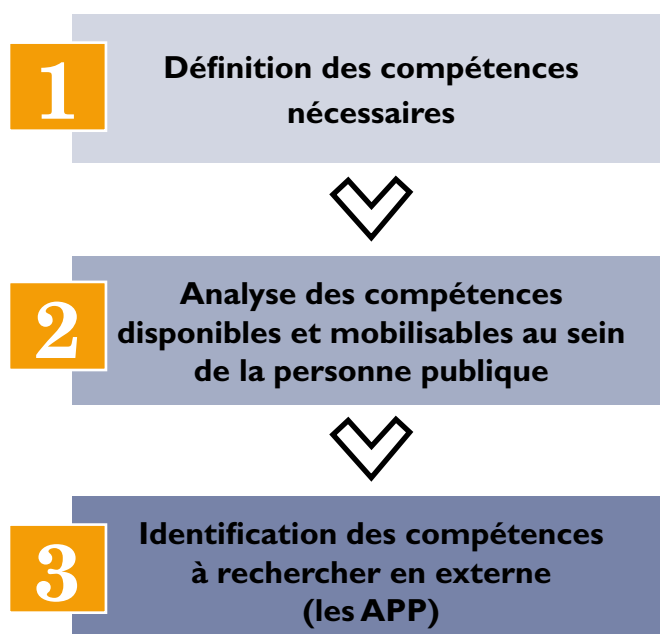 1
Définition des compétences
nécessaires
2
Analyse des compétences
disponibles et mobilisables au sein
de la personne publique
3
Identification des compétences
à rechercher en externe
(les APP)